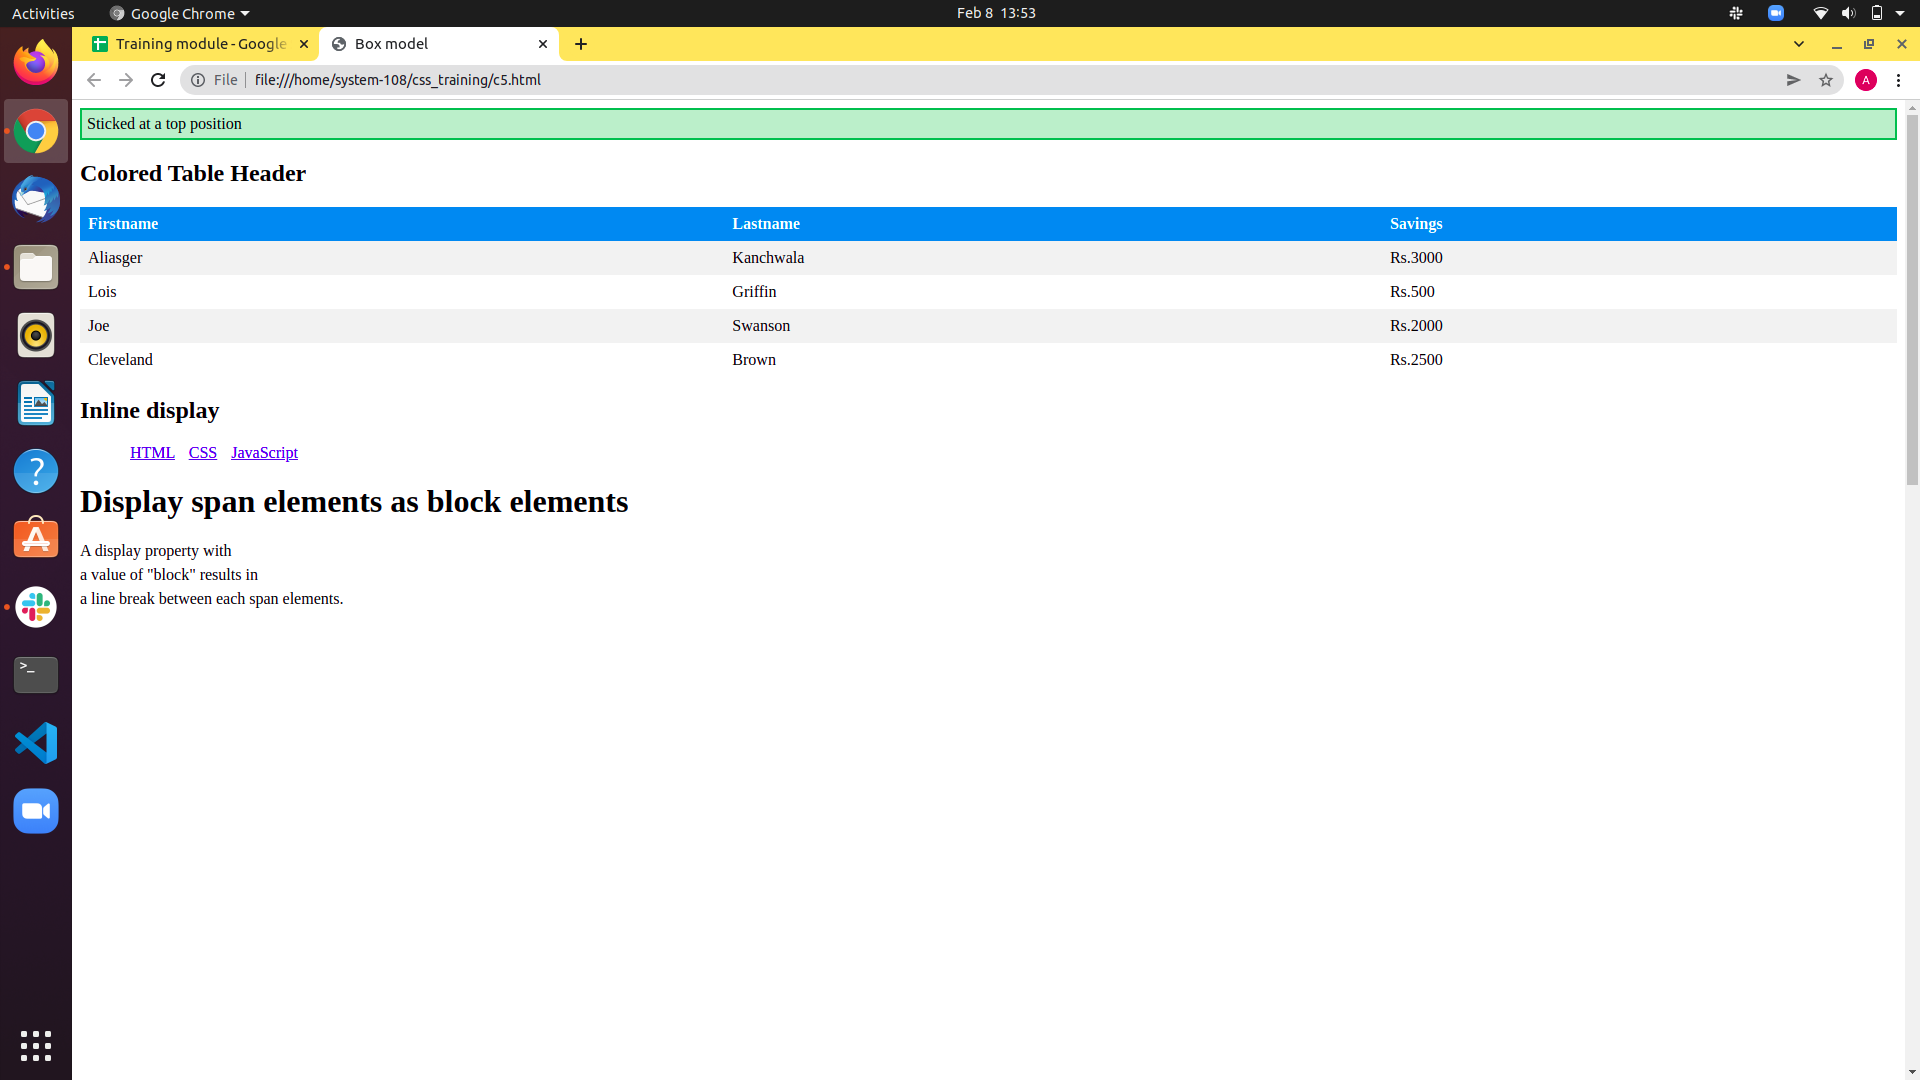 Activities Google Chrome Feb 8 13:53
Training module - Google Box model
File file:///home/system-108/css_training/c5.html A
Sticked at a top position
Colored Table Header
Firstname Lastname Savings
Aliasger Kanchwala Rs.3000
Lois Griffin Rs.500
Joe Swanson Rs.2000
Cleveland Brown Rs.2500
Inline display
HTML CSS JavaScript
Display span elements as block elements
A display property with
a value of "block" results in
a line break between each span elements.